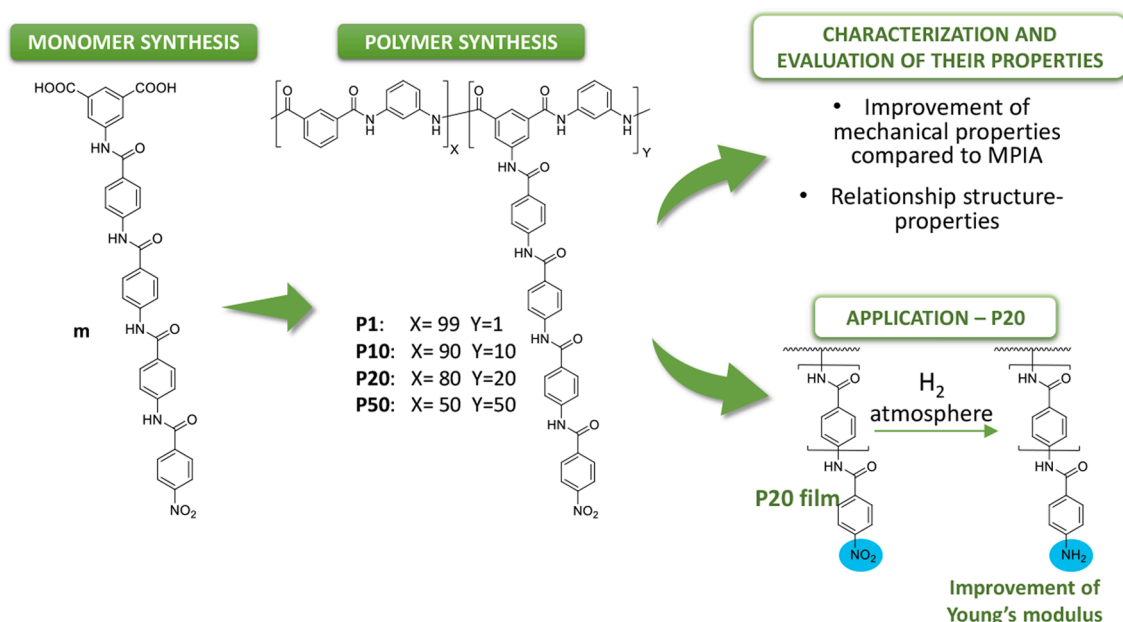 MONOMER SYNTHESIS
HOOC
COOH
HN
O
HN
O
HN
O
HN
O
NO2
m
POLYMER SYNTHESIS
O
O
N
H
N
H
X
O
O
N
H
N
H
Y
HN
O
HN
O
HN
O
HN
O
NO2
P1: X= 99 Y=1
P10: X= 90 Y=10
P20: X= 80 Y=20
P50: X= 50 Y=50
CHARACTERIZATION AND
EVALUATION OF THEIR PROPERTIES
• Improvement of
mechanical properties
compared to MPIA
• Relationship structure-
properties
APPLICATION – P20
HN
O
HN
O
NO2
P20 film
H2
atmosphere
HN
O
HN
O
NH2
Improvement of
Young's modulus